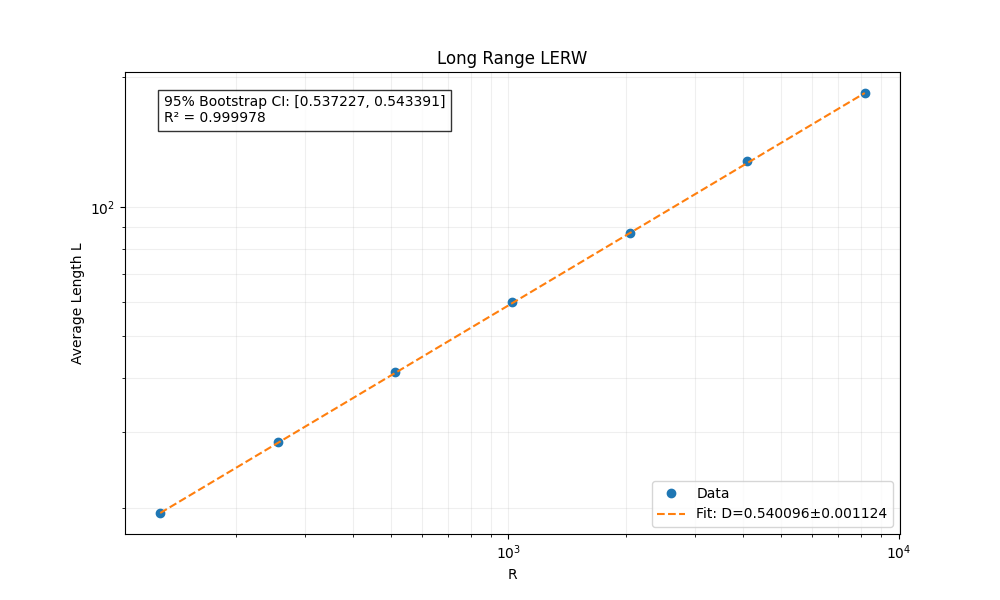 Long Range LERW
95% Bootstrap CI: [0.537227, 0.543391]
R² = 0.999978
10²
Average Length L
Data
Fit: D=0.540096±0.001124
10³
10⁴
R